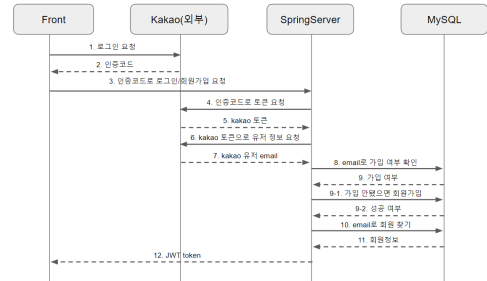 Front
Kakao(외부)
SpringServer
MySQL
1. 로그인 요청
2. 인증코드
3. 인증코드로 로그인/회원가입 요청
4. 인증코드로 토큰 요청
5. kakao 토큰
6. kakao 토큰으로 유저 정보 요청
7. kakao 유저 email
8. email로 가입 여부 확인
9. 가입 여부
9-1. 가입 안됐으면 회원가입
9-2. 성공 여부
10. email로 회원 찾기
11. 회원정보
12. JWT token